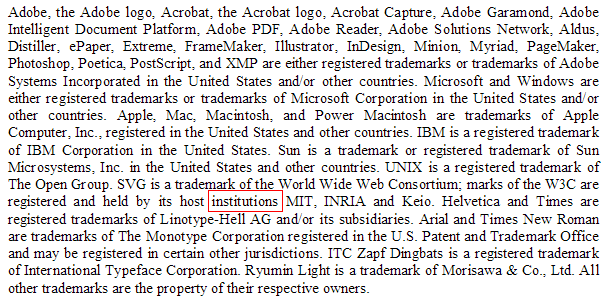 Adobe, the Adobe logo, Acrobat, the Acrobat logo, Acrobat Capture, Adobe Garamond, Adobe
Intelligent Document Platform, Adobe PDF, Adobe Reader, Adobe Solutions Network, Aldus,
Distiller, ePaper, Extreme, FrameMaker, Illustrator, InDesign, Minion, Myriad, PageMaker,
Photoshop, Poetica, PostScript, and XMP are either registered trademarks or trademarks of Adobe
Systems Incorporated in the United States and/or other countries. Microsoft and Windows are
either registered trademarks or trademarks of Microsoft Corporation in the United States and/or
other countries. Apple, Mac, Macintosh, and Power Macintosh are trademarks of Apple
Computer, Inc., registered in the United States and other countries. IBM is a registered trademark
of IBM Corporation in the United States. Sun is a trademark or registered trademark of Sun
Microsystems, Inc. in the United States and other countries. UNIX is a registered trademark of
The Open Group. SVG is a trademark of the World Wide Web Consortium; marks of the W3C are
registered and held by its host institutions MIT, INRIA and Keio. Helvetica and Times are
registered trademarks of Linotype-Hell AG and/or its subsidiaries. Arial and Times New Roman
are trademarks of The Monotype Corporation registered in the U.S. Patent and Trademark Office
and may be registered in certain other jurisdictions. ITC Zapf Dingbats is a registered trademark
of International Typeface Corporation. Ryumin Light is a trademark of Morisawa & Co., Ltd. All
other trademarks are the property of their respective owners.